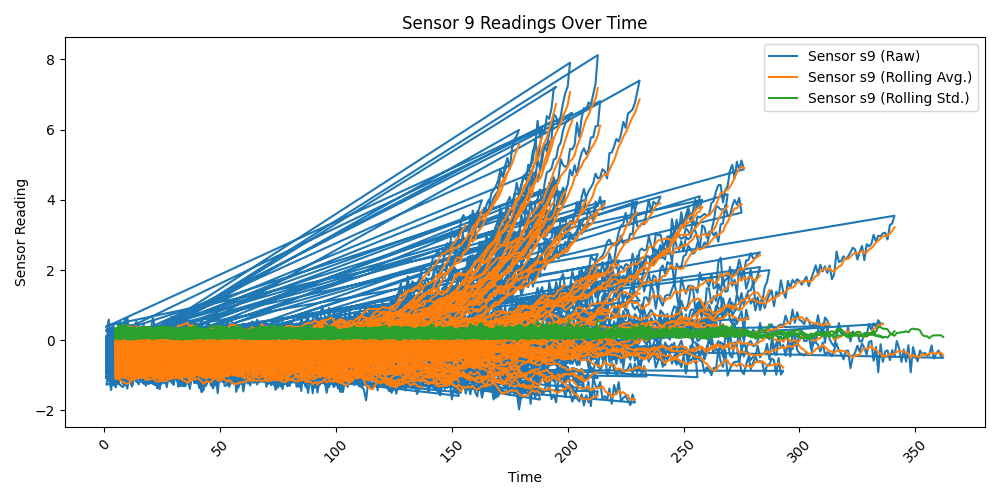 Sensor 9 Readings Over Time
Sensor s9 (Raw)
Sensor s9 (Rolling Avg.)
Sensor s9 (Rolling Std.)
Sensor Reading
8
6
4
2
0
−2
0
50
100
150
200
250
300
350
Time